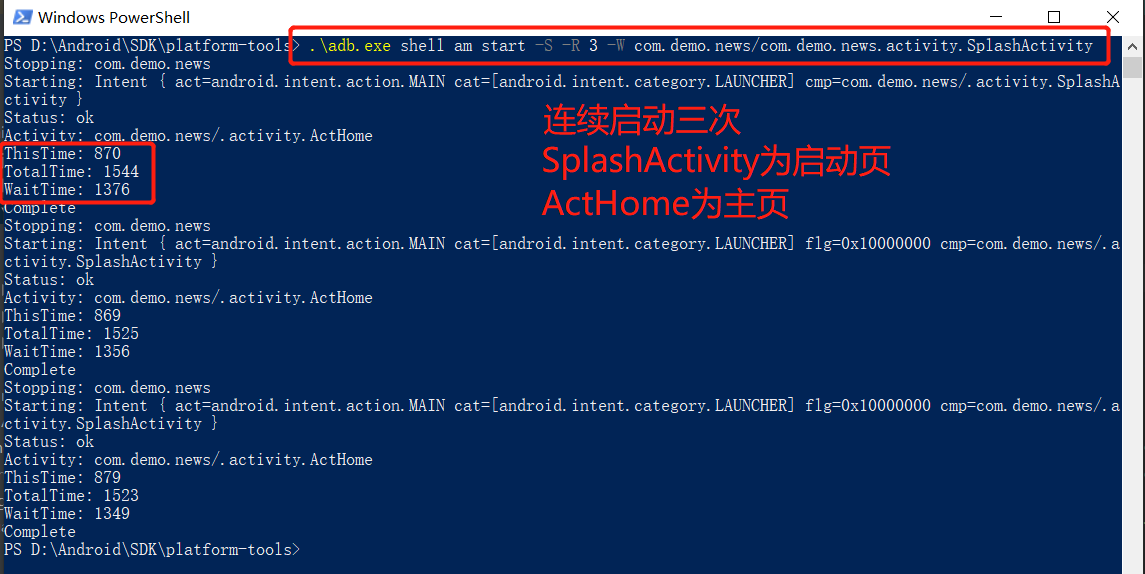 Windows PowerShell
PS D:\Android\SDK\platform-tools> .\adb.exe shell am start -S -R 3 -W com.demo.news/com.demo.news.activity.SplashActivity
Stopping: com.demo.news
Starting: Intent { act=android.intent.action.MAIN cat=[android.intent.category.LAUNCHER] cmp=com.demo.news/.activity.SplashA
ctivity }
Status: ok
Activity: com.demo.news/.activity.ActHome
ThisTime: 870
TotalTime: 1544
WaitTime: 1376
Complete
连续启动三次
SplashActivity为启动页
ActHome为主页
Stopping: com.demo.news
Starting: Intent { act=android.intent.action.MAIN cat=[android.intent.category.LAUNCHER] flg=0x10000000 cmp=com.demo.news/.a
ctivity.SplashActivity }
Status: ok
Activity: com.demo.news/.activity.ActHome
ThisTime: 869
TotalTime: 1525
WaitTime: 1356
Complete
Stopping: com.demo.news
Starting: Intent { act=android.intent.action.MAIN cat=[android.intent.category.LAUNCHER] flg=0x10000000 cmp=com.demo.news/.a
ctivity.SplashActivity }
Status: ok
Activity: com.demo.news/.activity.ActHome
ThisTime: 879
TotalTime: 1523
WaitTime: 1349
Complete
PS D:\Android\SDK\platform-tools>